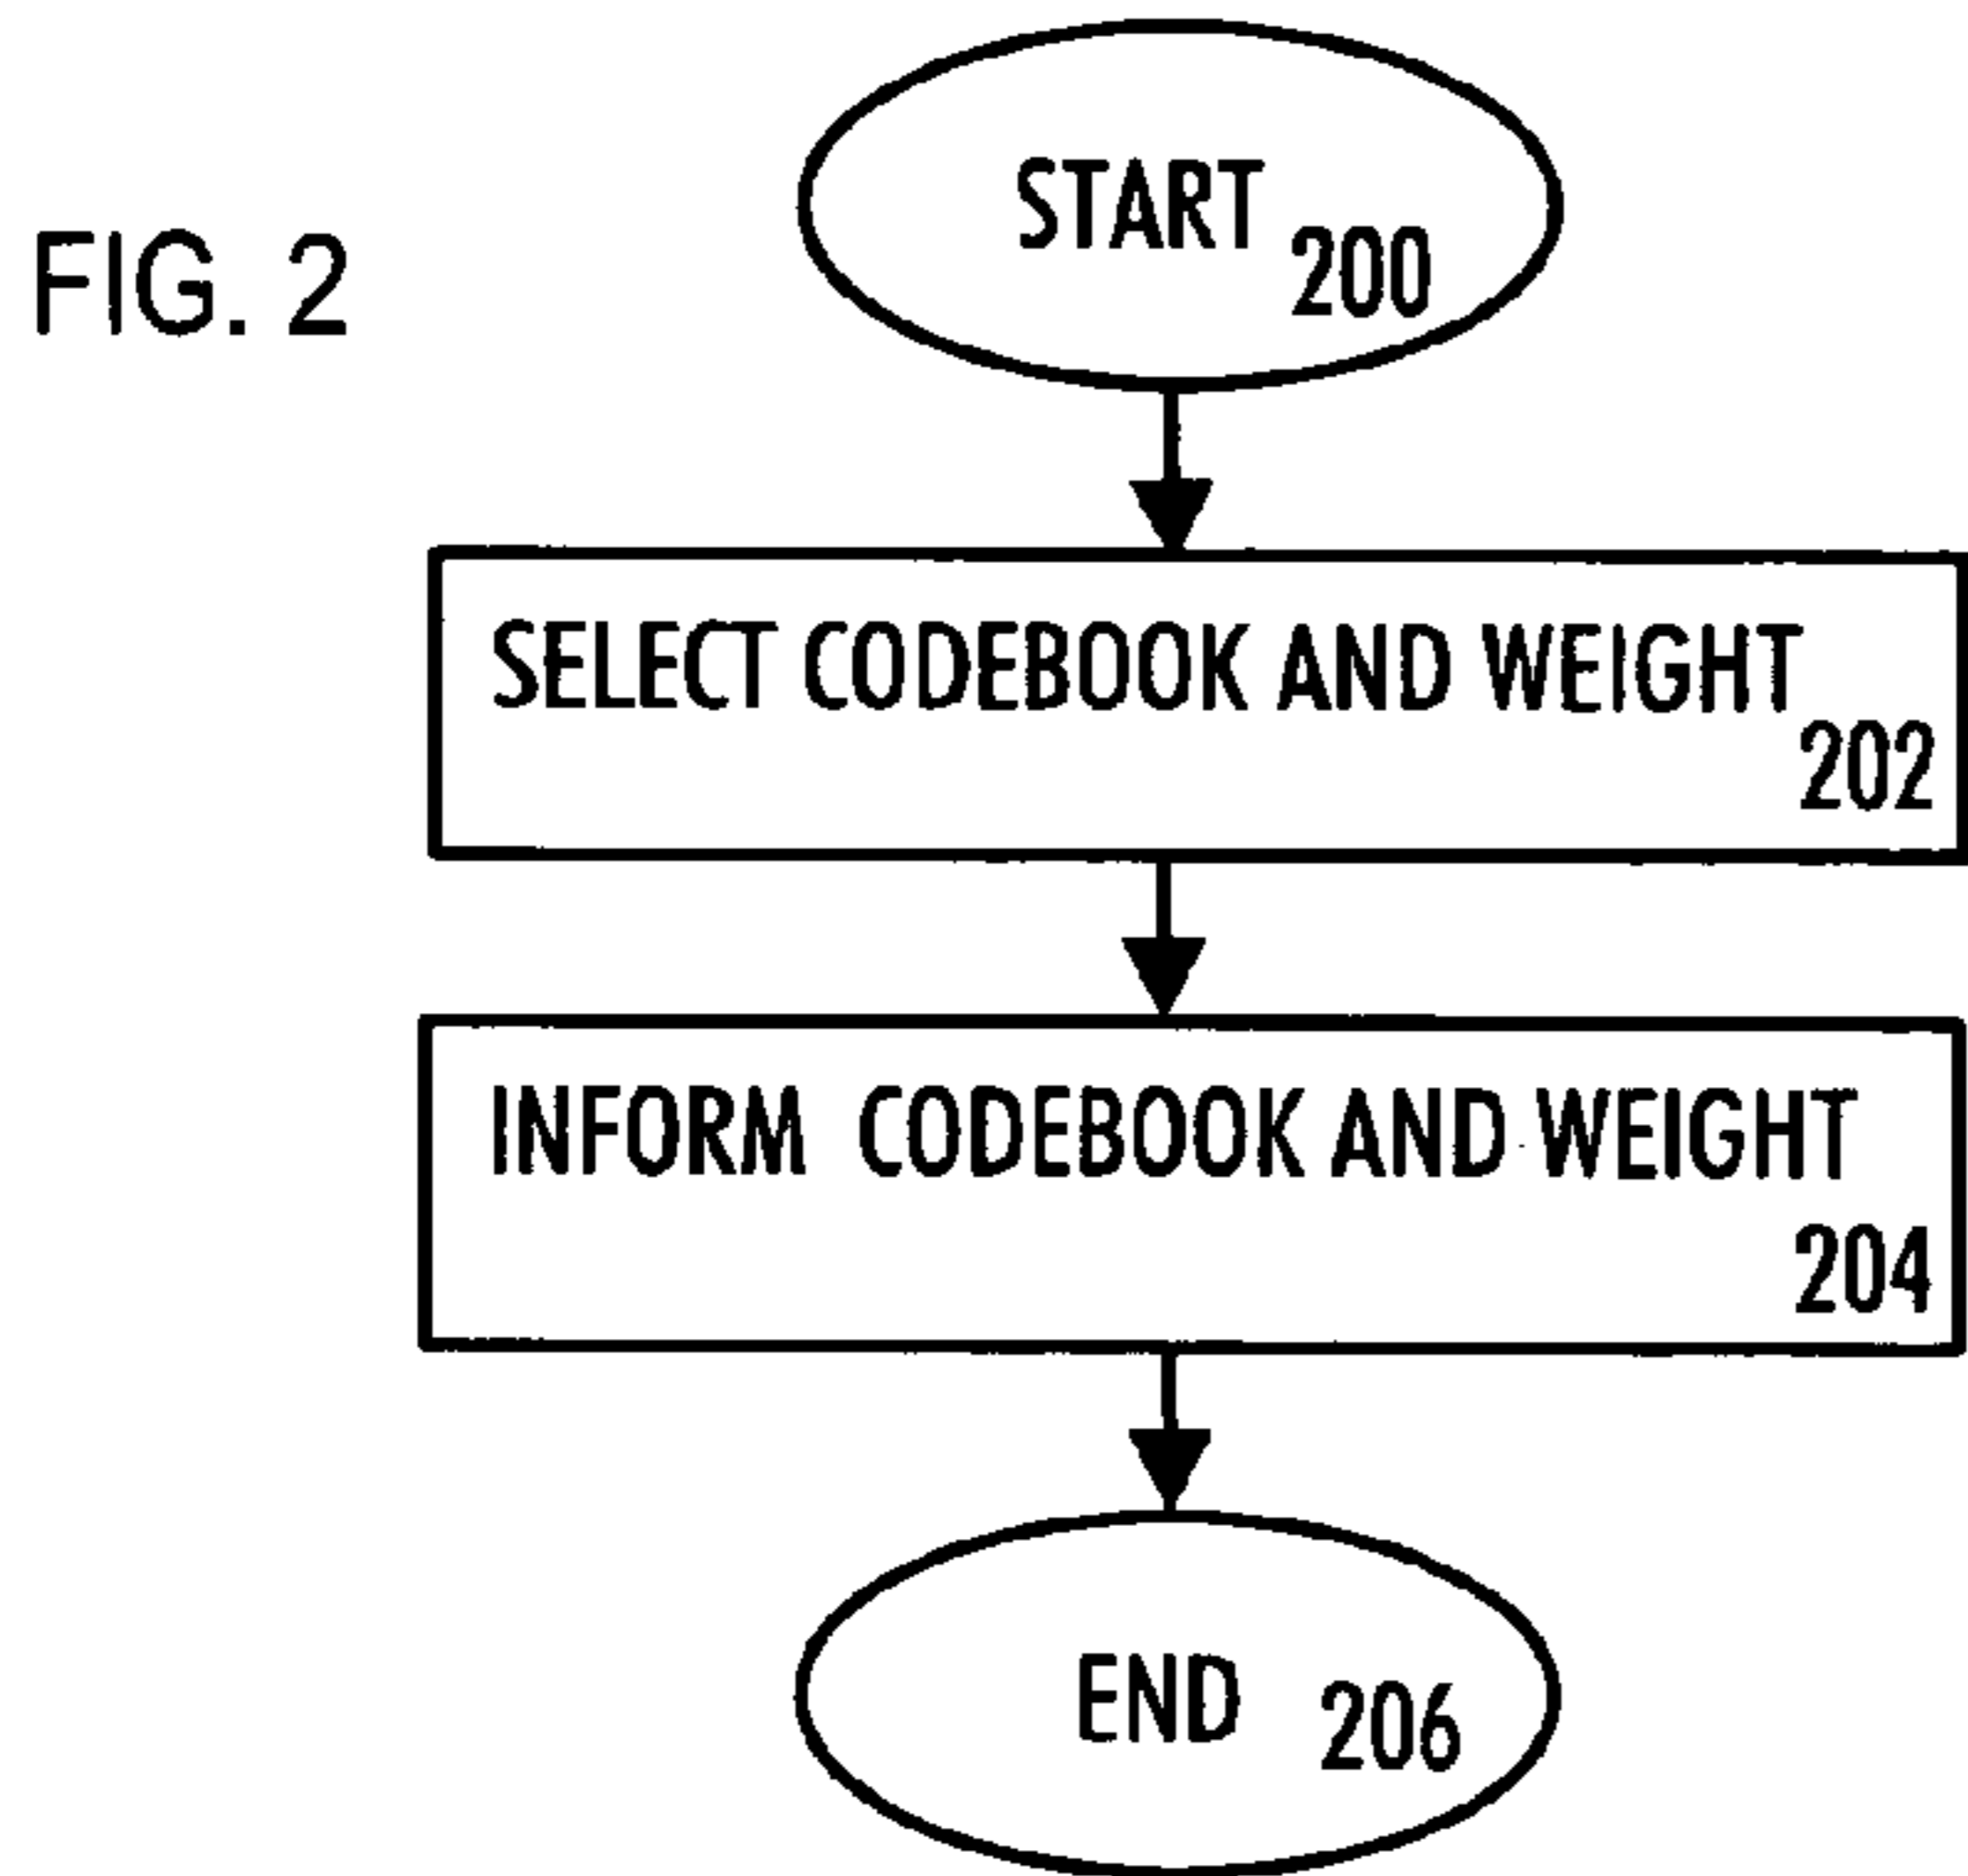 FIG. 2
START
200
SELECT CODEBOOK AND WEIGHT
202
INFORM CODEBOOK AND WEIGHT
204
END
206